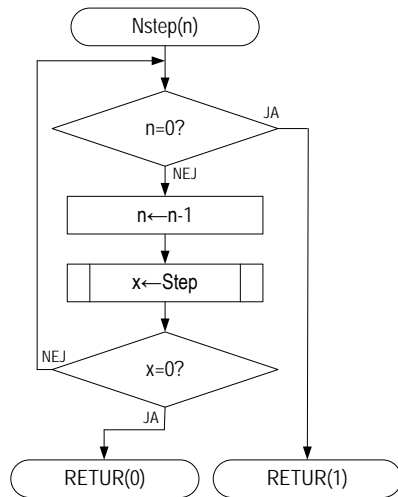 Nstep(n)
n=0?
JA
NEJ
n←n-1
x←Step
NEJ
x=0?
JA
RETUR(0)
RETUR(1)